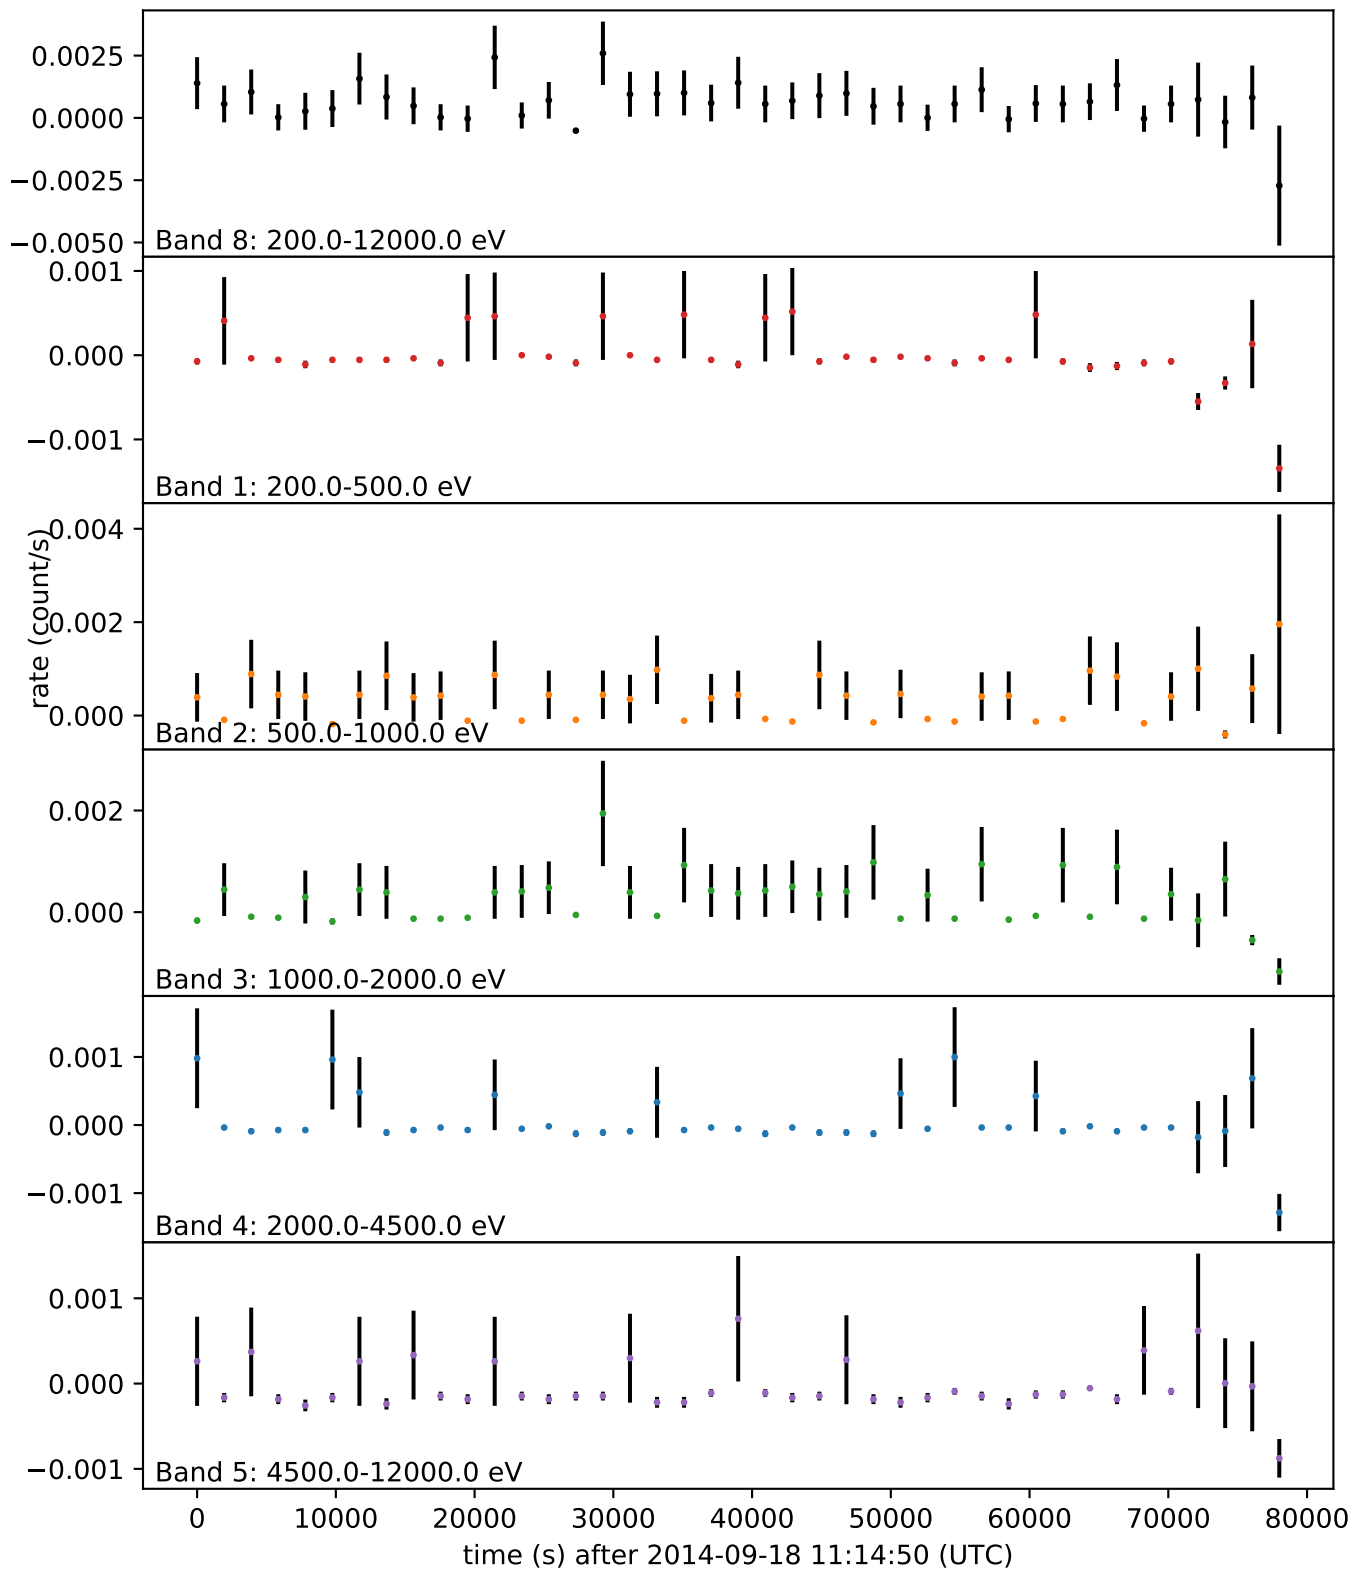 0.0025
0.0000
−0.0025
−0.0050
Band 8: 200.0-12000.0 eV
0.001
0.000
−0.001
Band 1: 200.0-500.0 eV
rate (count/s)
0.004
0.002
0.000
Band 2: 500.0-1000.0 eV
0.002
0.000
Band 3: 1000.0-2000.0 eV
0.001
0.000
−0.001
Band 4: 2000.0-4500.0 eV
0.001
0.000
−0.001
Band 5: 4500.0-12000.0 eV
0 10000 20000 30000 40000 50000 60000 70000 80000
time (s) after 2014-09-18 11:14:50 (UTC)